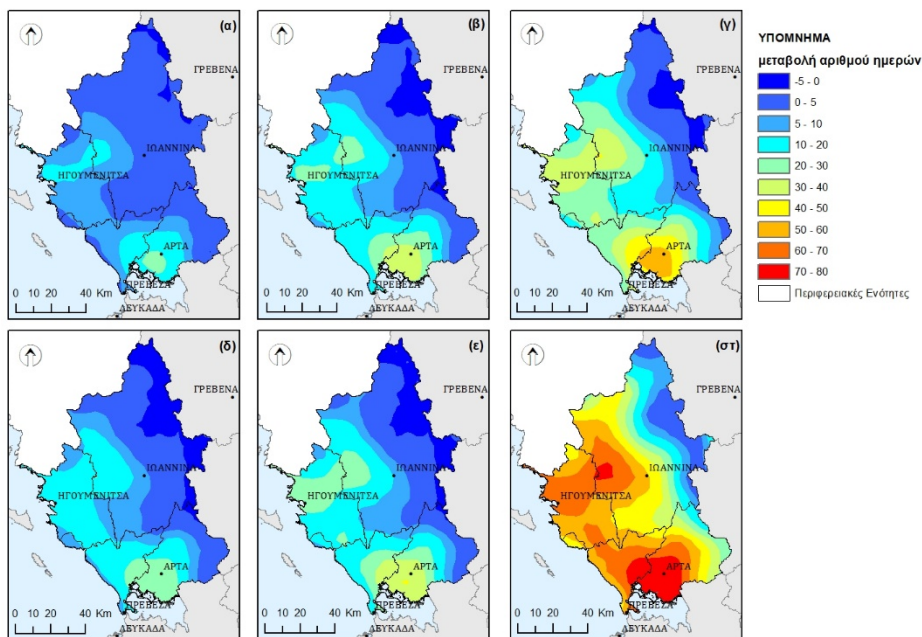 (α)
ΓΡΕΒΕΝΑ
ΙΩΑΝΝΙΝΑ
ΗΓΟΥΜΕΝΙΤΣΑ
ΑΡΤΑ
ΠΡΕΒΕΖΑ
ΛΕΥΚΑΔΑ
0 10 20 40 Km
(β)
ΓΡΕΒΕΝΑ
ΙΩΑΝΝΙΝΑ
ΗΓΟΥΜΕΝΙΤΣΑ
ΑΡΤΑ
ΠΡΕΒΕΖΑ
ΛΕΥΚΑΔΑ
0 10 20 40 Km
(γ)
ΓΡΕΒΕΝΑ
ΙΩΑΝΝΙΝΑ
ΗΓΟΥΜΕΝΙΤΣΑ
ΑΡΤΑ
ΠΡΕΒΕΖΑ
ΛΕΥΚΑΔΑ
0 10 20 40 Km
ΥΠΟΜΝΗΜΑ
μεταβολή αριθμού ημερών
-5 - 0
0 - 5
5 - 10
10 - 20
20 - 30
30 - 40
40 - 50
50 - 60
60 - 70
70 - 80
Περιφερειακές Ενότητες
(δ)
ΓΡΕΒΕΝΑ
ΙΩΑΝΝΙΝΑ
ΗΓΟΥΜΕΝΙΤΣΑ
ΑΡΤΑ
ΠΡΕΒΕΖΑ
ΛΕΥΚΑΔΑ
0 10 20 40 Km
(ε)
ΓΡΕΒΕΝΑ
ΙΩΑΝΝΙΝΑ
ΗΓΟΥΜΕΝΙΤΣΑ
ΑΡΤΑ
ΠΡΕΒΕΖΑ
ΛΕΥΚΑΔΑ
0 10 20 40 Km
(στ)
ΓΡΕΒΕΝΑ
ΙΩΑΝΝΙΝΑ
ΗΓΟΥΜΕΝΙΤΣΑ
ΑΡΤΑ
ΠΡΕΒΕΖΑ
ΛΕΥΚΑΔΑ
0 10 20 40 Km